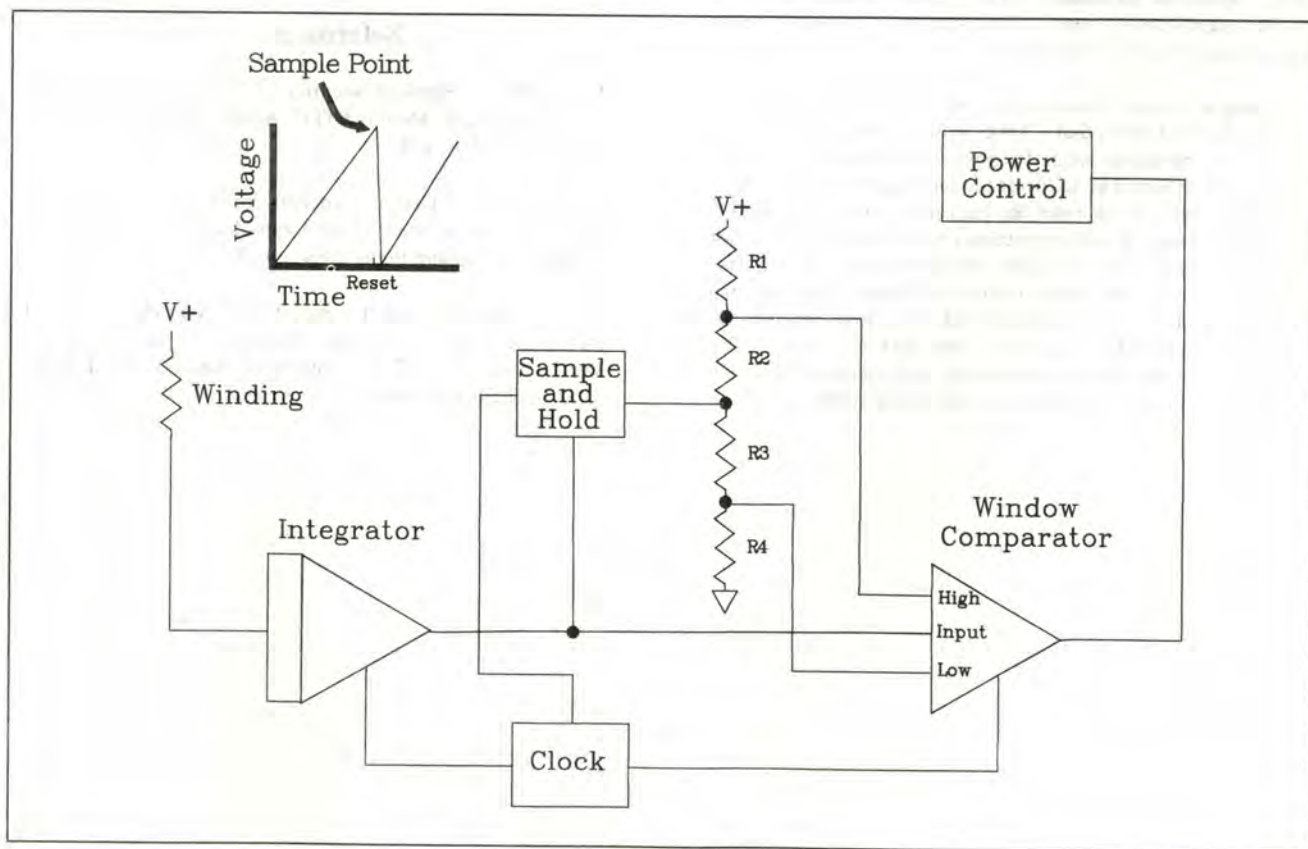 Sample Point
Voltage
Reset
Time
V+
Winding
Power
Control
V+
R1
R2
R3
R4
Sample
and
Hold
Integrator
Window
Comparator
High
Input
Low
Clock